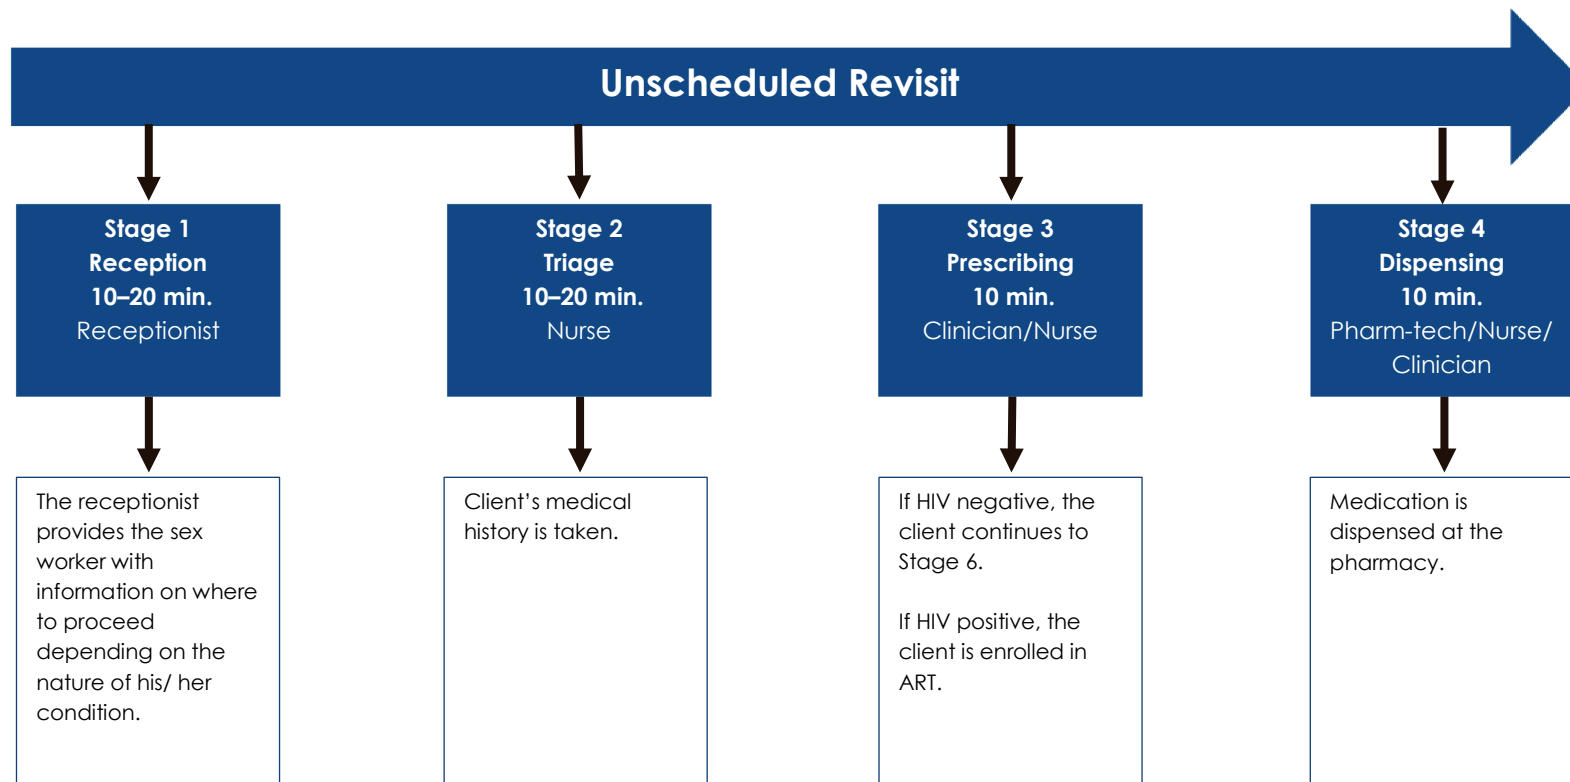 Unscheduled Revisit
Stage 1
Reception
10–20 min.
Receptionist
Stage 2
Triage
10–20 min.
Nurse
Stage 3
Prescribing
10 min.
Clinician/Nurse
Stage 4
Dispensing
10 min.
Pharm-tech/Nurse/
Clinician
The receptionist
provides the sex
worker with
information on where
to proceed
depending on the
nature of his/ her
condition.
Client’s medical
history is taken.
If HIV negative, the
client continues to
Stage 6.
If HIV positive, the
client is enrolled in
ART.
Medication is
dispensed at the
pharmacy.